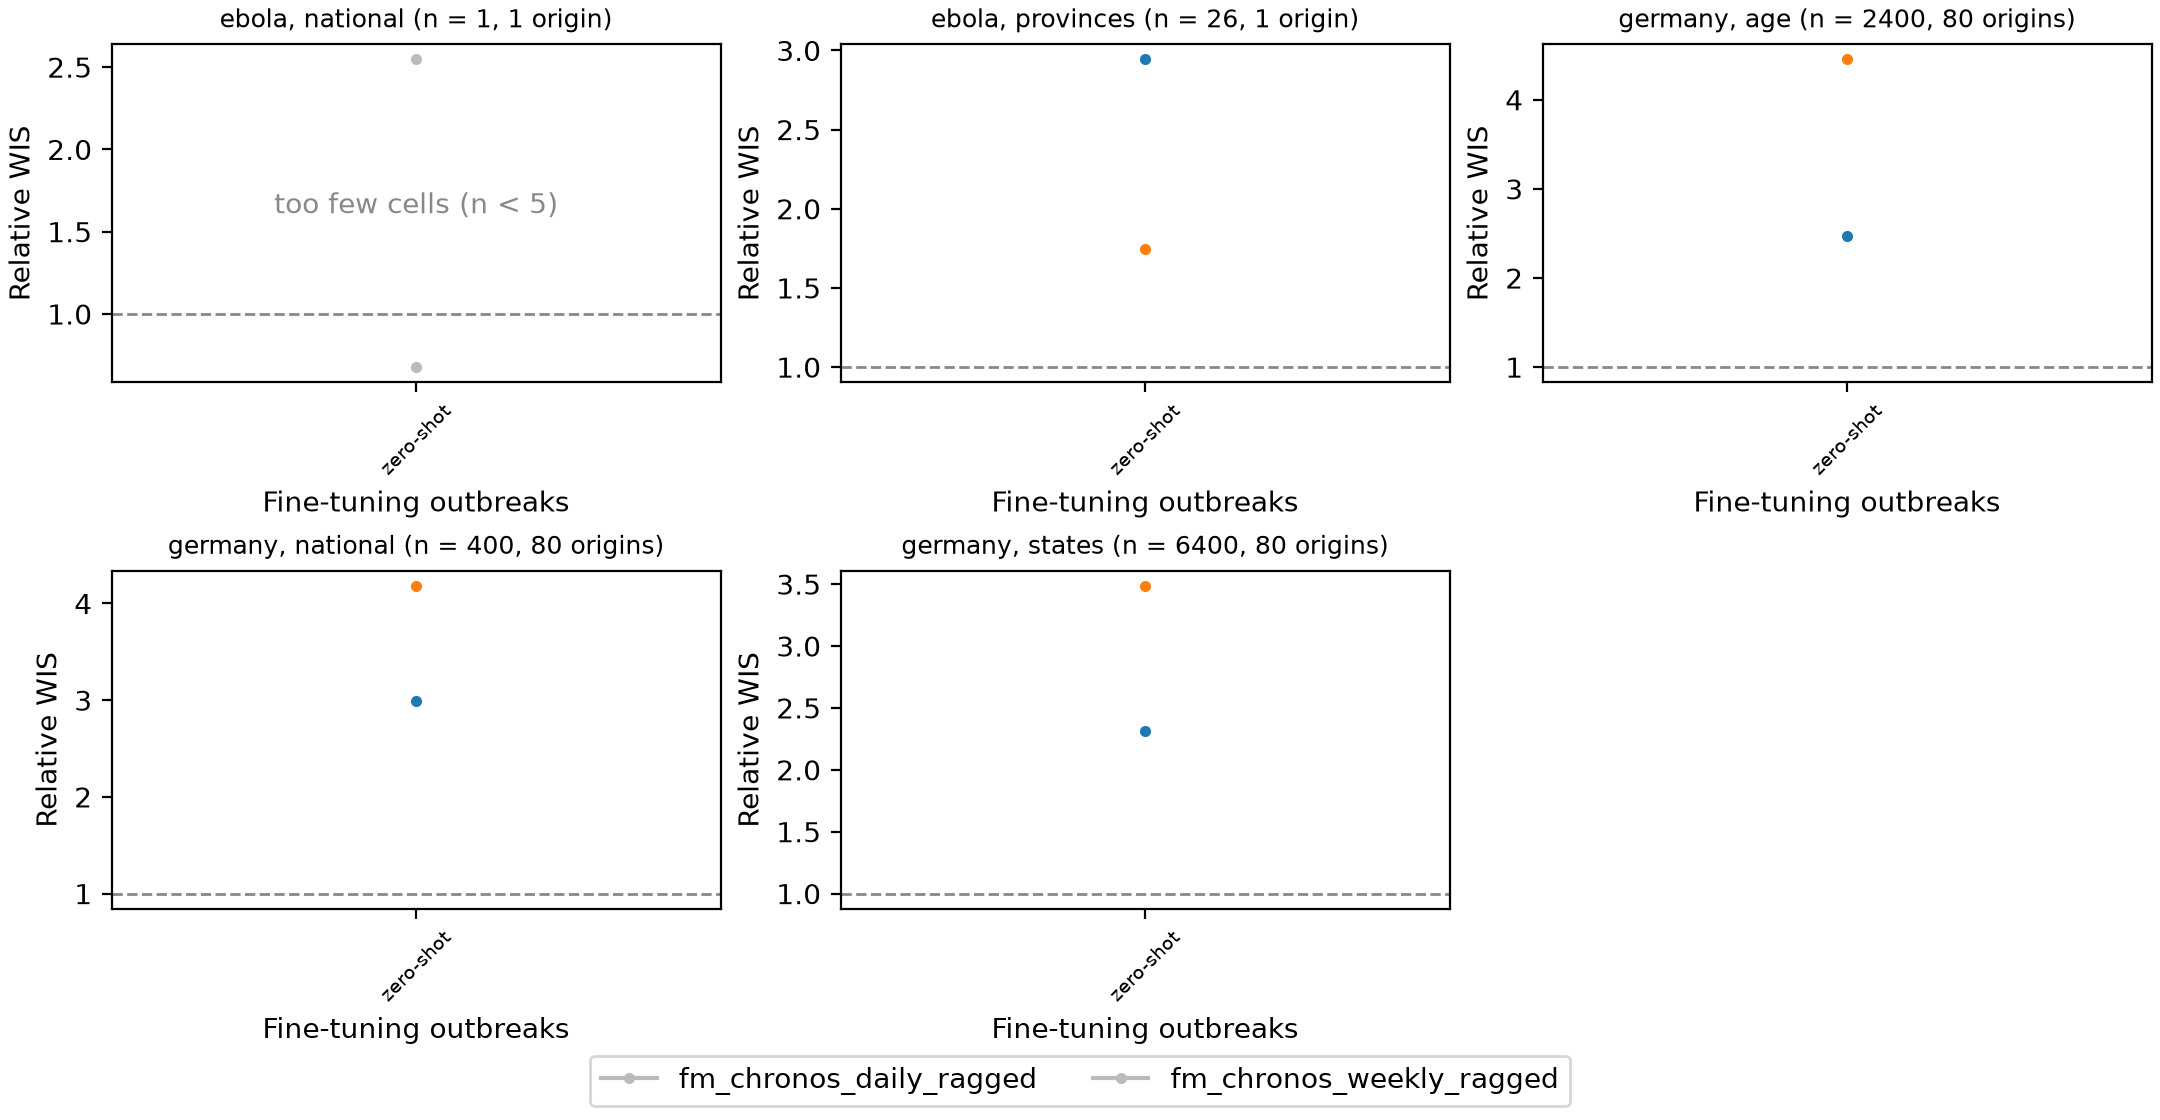 ebola, national (n = 1, 1 origin)
2.5
2.0
1.5
1.0
Relative WIS
too few cells (n < 5)
zero-shot
Fine-tuning outbreaks
ebola, provinces (n = 26, 1 origin)
3.0
2.5
2.0
1.5
1.0
Relative WIS
zero-shot
Fine-tuning outbreaks
germany, age (n = 2400, 80 origins)
4
3
2
1
Relative WIS
zero-shot
Fine-tuning outbreaks
germany, national (n = 400, 80 origins)
4
3
2
1
Relative WIS
zero-shot
Fine-tuning outbreaks
germany, states (n = 6400, 80 origins)
3.5
3.0
2.5
2.0
1.5
1.0
Relative WIS
zero-shot
Fine-tuning outbreaks
fm_chronos_daily_ragged
fm_chronos_weekly_ragged